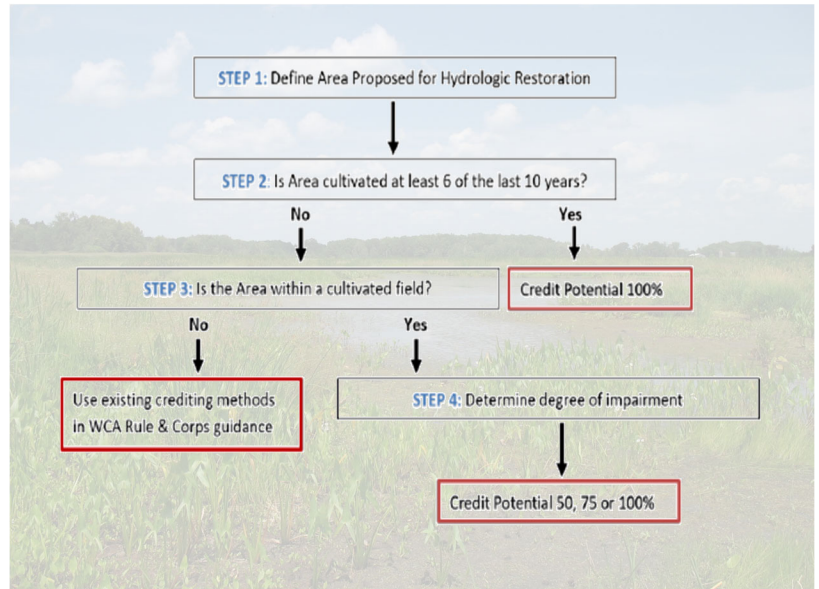 STEP 1: Define Area Proposed for Hydrologic Restoration
STEP 2: Is Area cultivated at least 6 of the last 10 years?
No
Yes
STEP 3: Is the Area within a cultivated field?
Credit Potential 100%
No
Yes
Use existing crediting methods
in WCA Rule & Corps guidance
STEP 4: Determine degree of impairment
Credit Potential 50, 75 or 100%